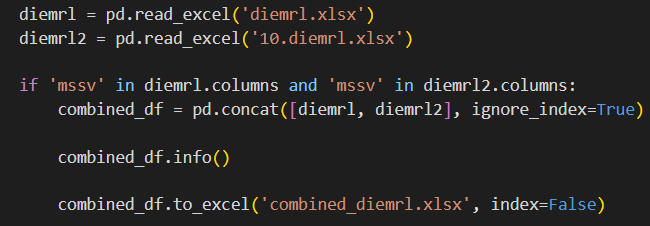 diemrl = pd.read_excel('diemrl.xlsx')
diemrl2 = pd.read_excel('10.diemrl.xlsx')

if 'mssv' in diemrl.columns and 'mssv' in diemrl2.columns:
    combined_df = pd.concat([diemrl, diemrl2], ignore_index=True)

    combined_df.info()

    combined_df.to_excel('combined_diemrl.xlsx', index=False)